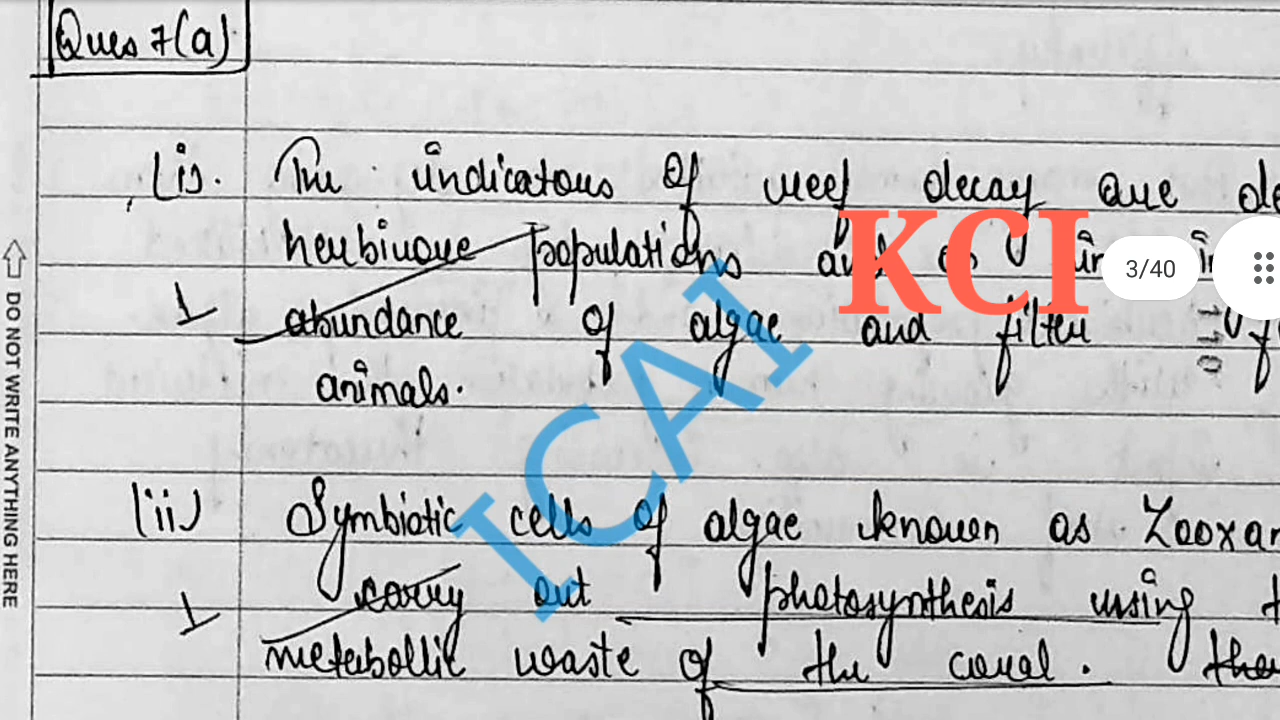 Ques 7(a)
(i). The indicators of reef decay are de
herbivore populations and
abundance of algae and filter
animals.
(ii) Symbiotic cells of algae known as Zooxan
carry out photosynthesis using t
metabollic waste of the coral. the
1
1
DO NOT WRITE ANYTHING HERE
ICAI
KCI
3/40